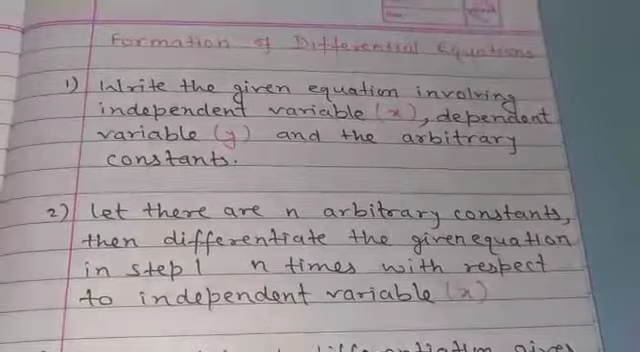 Formation of Differential Equations
1) Write the given equation involving
independent variable (x), dependent
variable (y) and the arbitrary
constants.
2) let there are n arbitrary constants,
then differentiate the given equation
in step 1 n times with respect
to independent variable (x)
differentiation gives